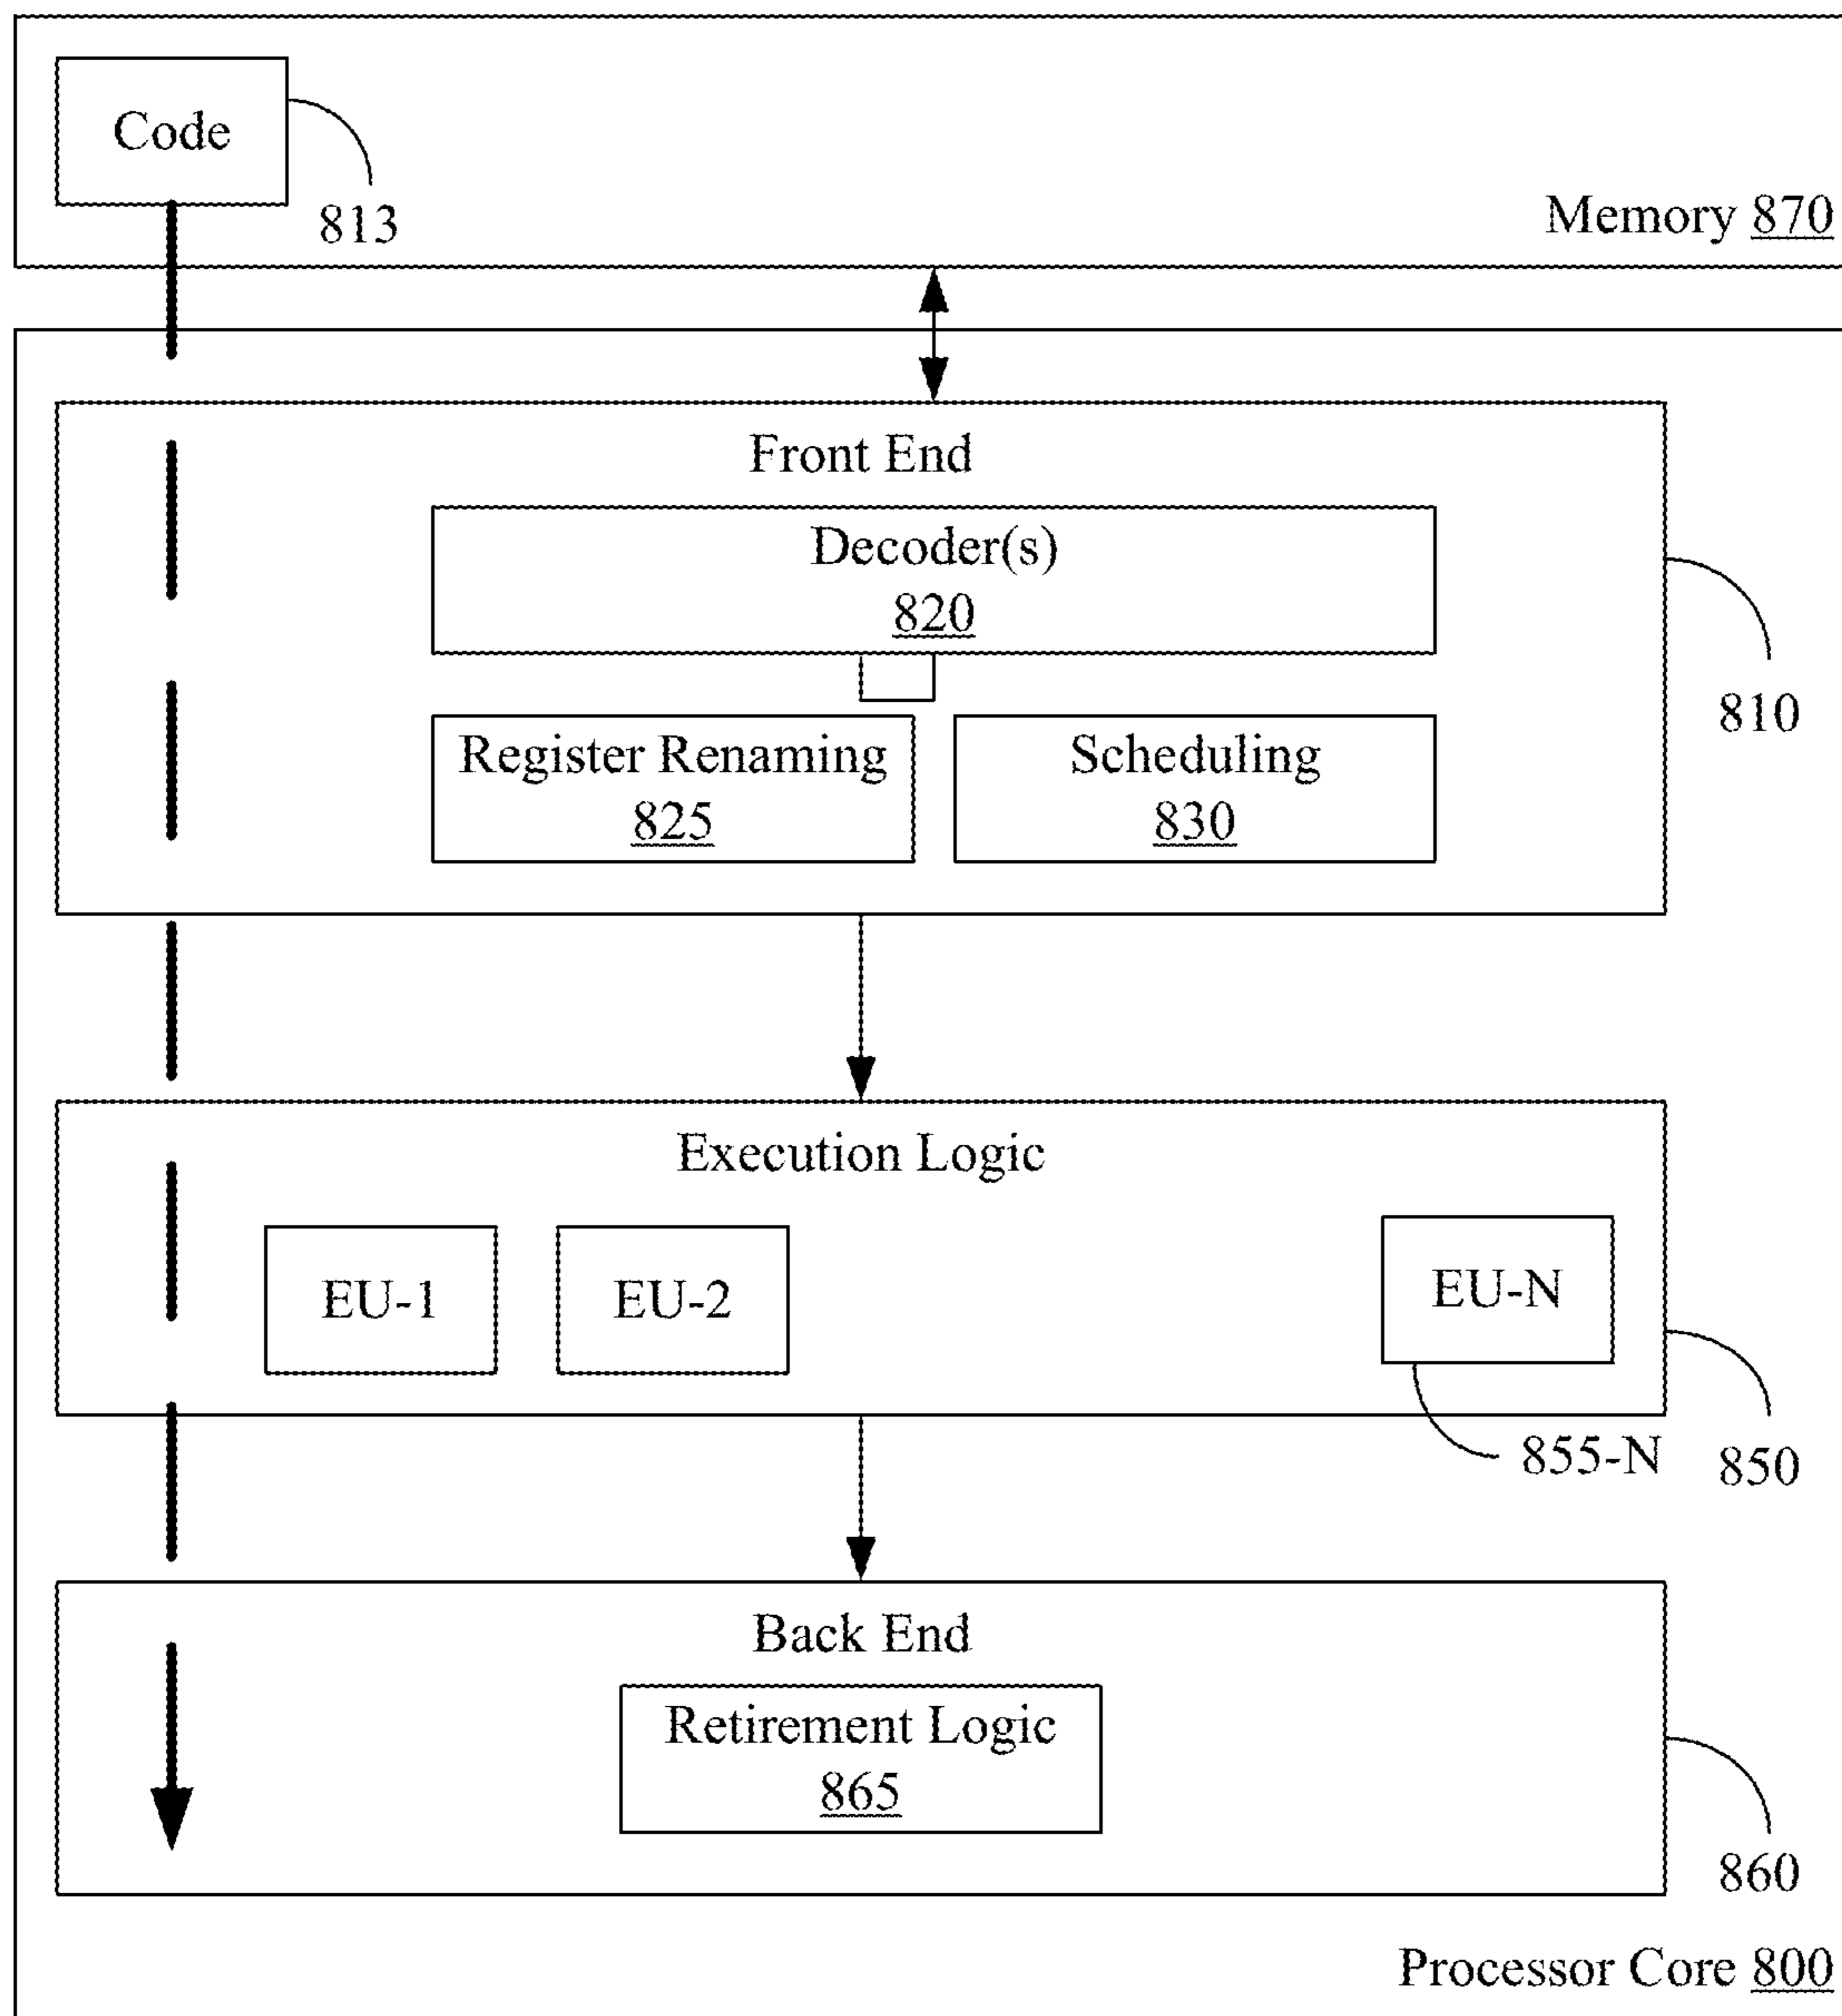 Code
813
Memory 870
Front End
Decoder(s)
820
810
Register Renaming
825
Scheduling
830
Execution Logic
EU-1
EU-2
EU-N
855-N
850
Back End
Retirement Logic
865
860
Processor Core 800